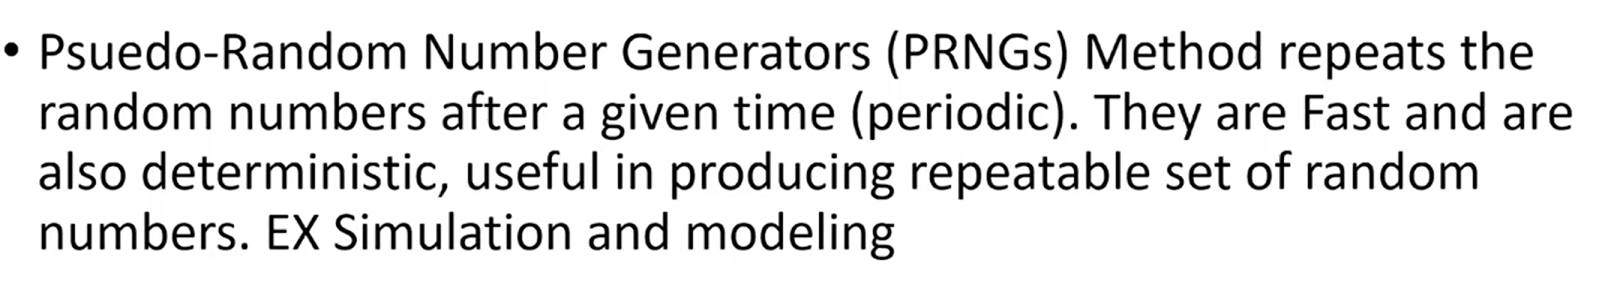 • Psuedo-Random Number Generators (PRNGs) Method repeats the
random numbers after a given time (periodic). They are Fast and are
also deterministic, useful in producing repeatable set of random
numbers. EX Simulation and modeling